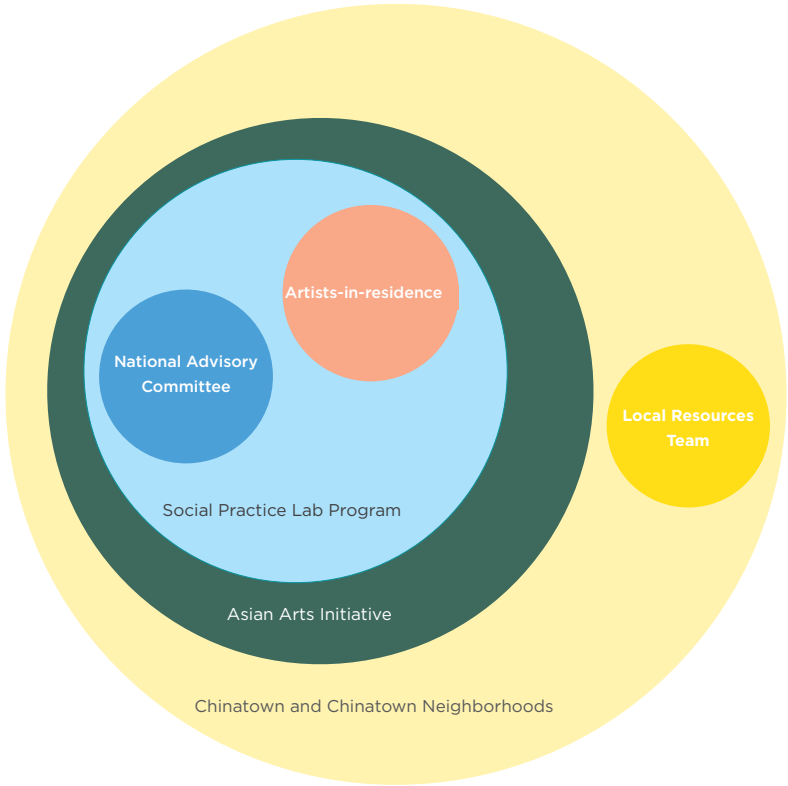 Artists-in-residence
National Advisory
Committee
Local Resources
Team
Social Practice Lab Program
Asian Arts Initiative
Chinatown and Chinatown Neighborhoods